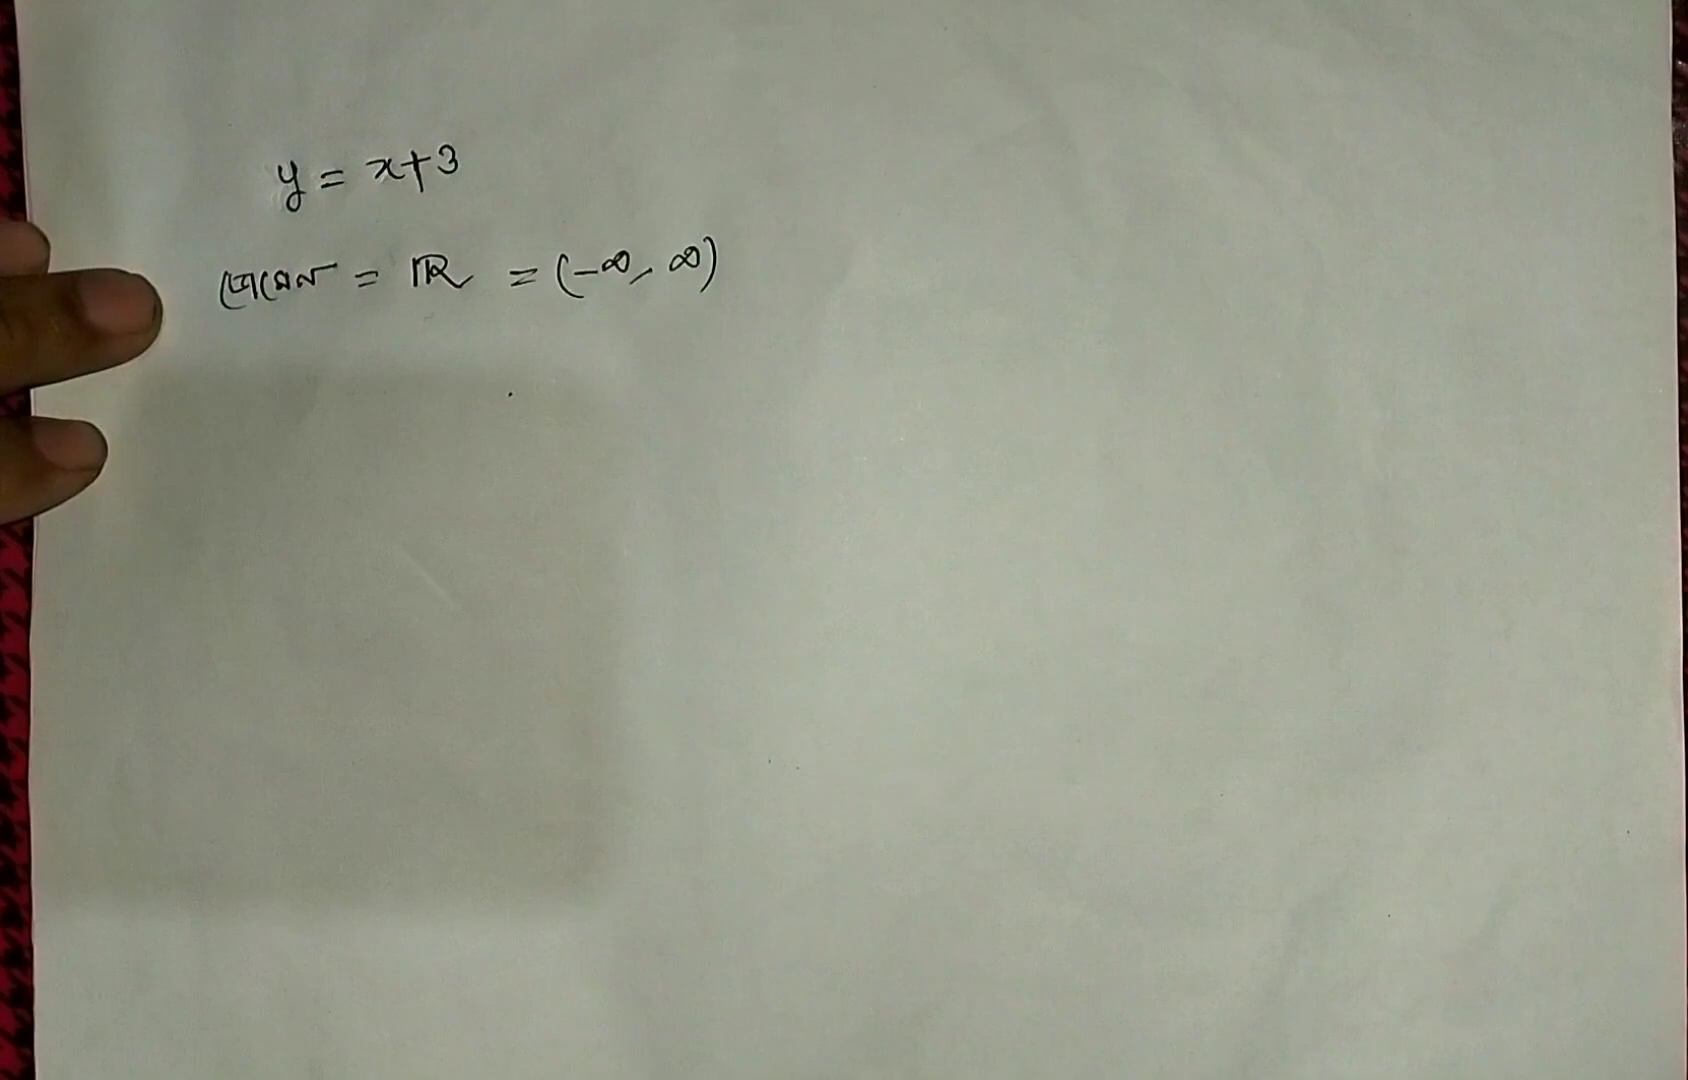 y = x+3
ডোমেন = ℝ = (-∞, ∞)